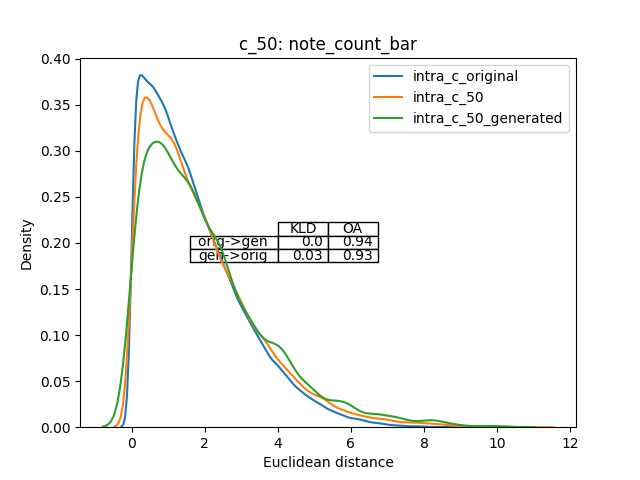 c_50: note_count_bar
intra_c_original
intra_c_50
intra_c_50_generated
KLD OA
orig->gen 0.0 0.94
gen->orig 0.03 0.93
Density
0.40
0.35
0.30
0.25
0.20
0.15
0.10
0.05
0.00
0 2 4 6 8 10 12
Euclidean distance